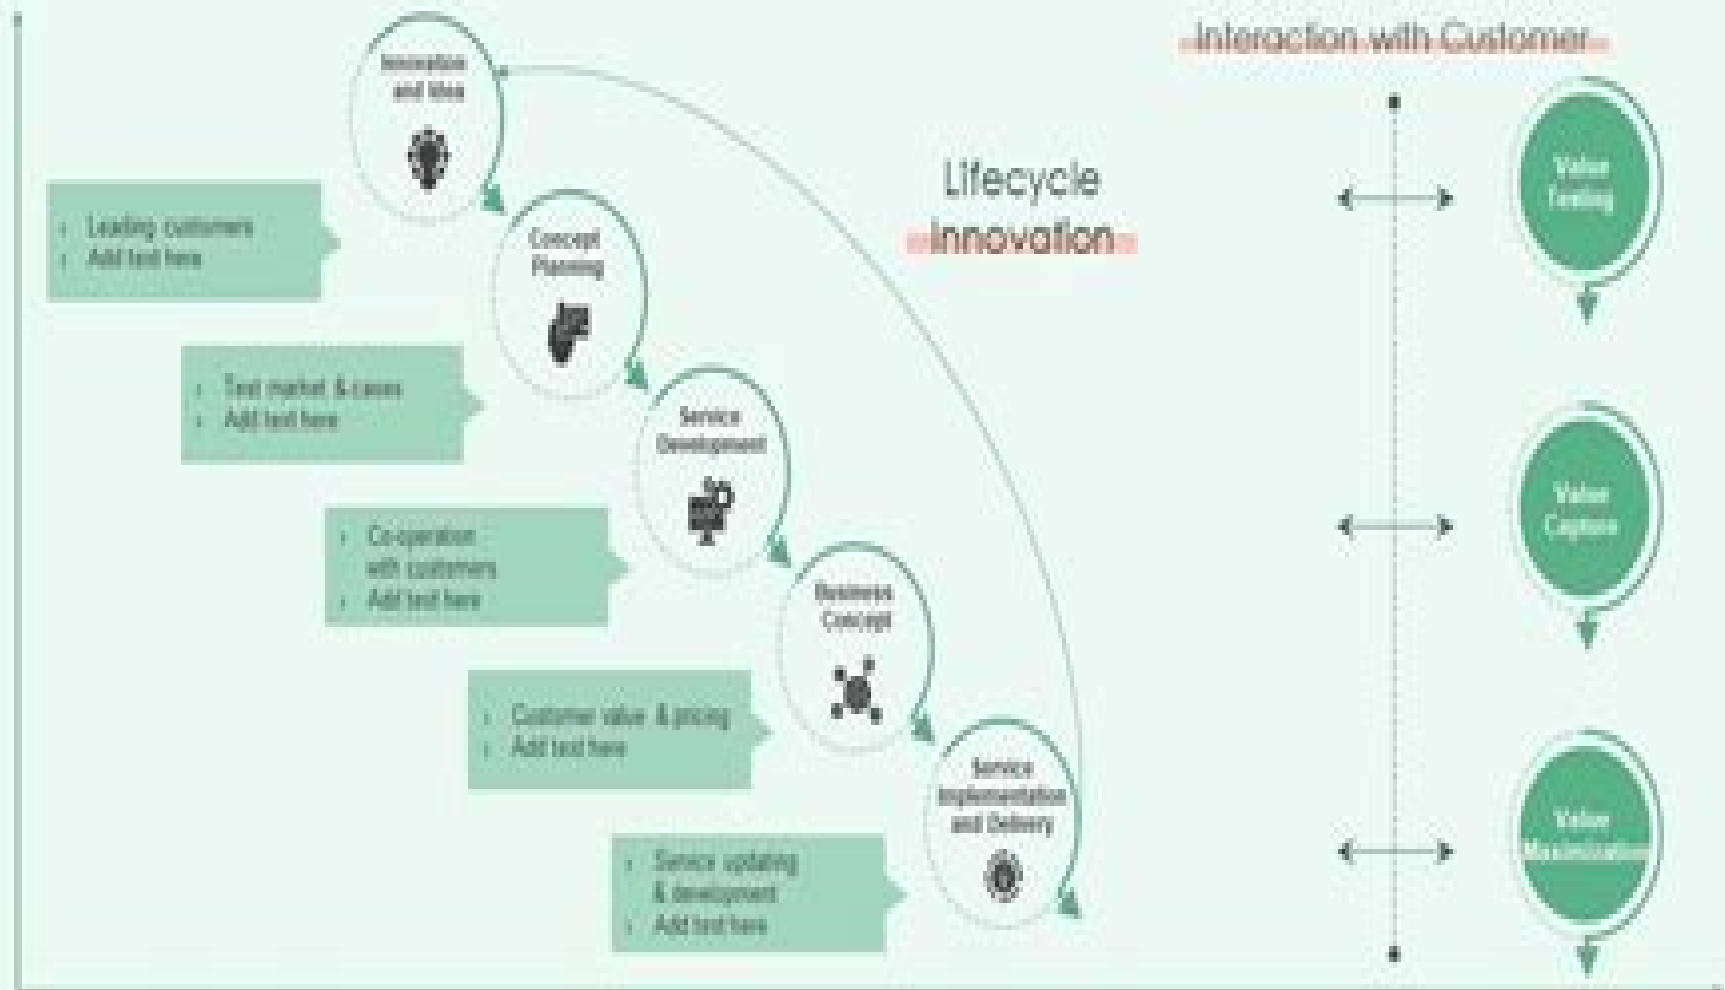 Interaction with Customer
Innovation
and Idea
Lifecycle
Innovation
Value
Testing
Leading customers
Add text here
Concept
Planning
Test market & cases
Add text here
Service
Development
Value
Capture
Co-operation
with customers
Add text here
Business
Concept
Customer value & pricing
Add text here
Service
Implementation
and Delivery
Value
Maximization
Service updating
& development
Add text here